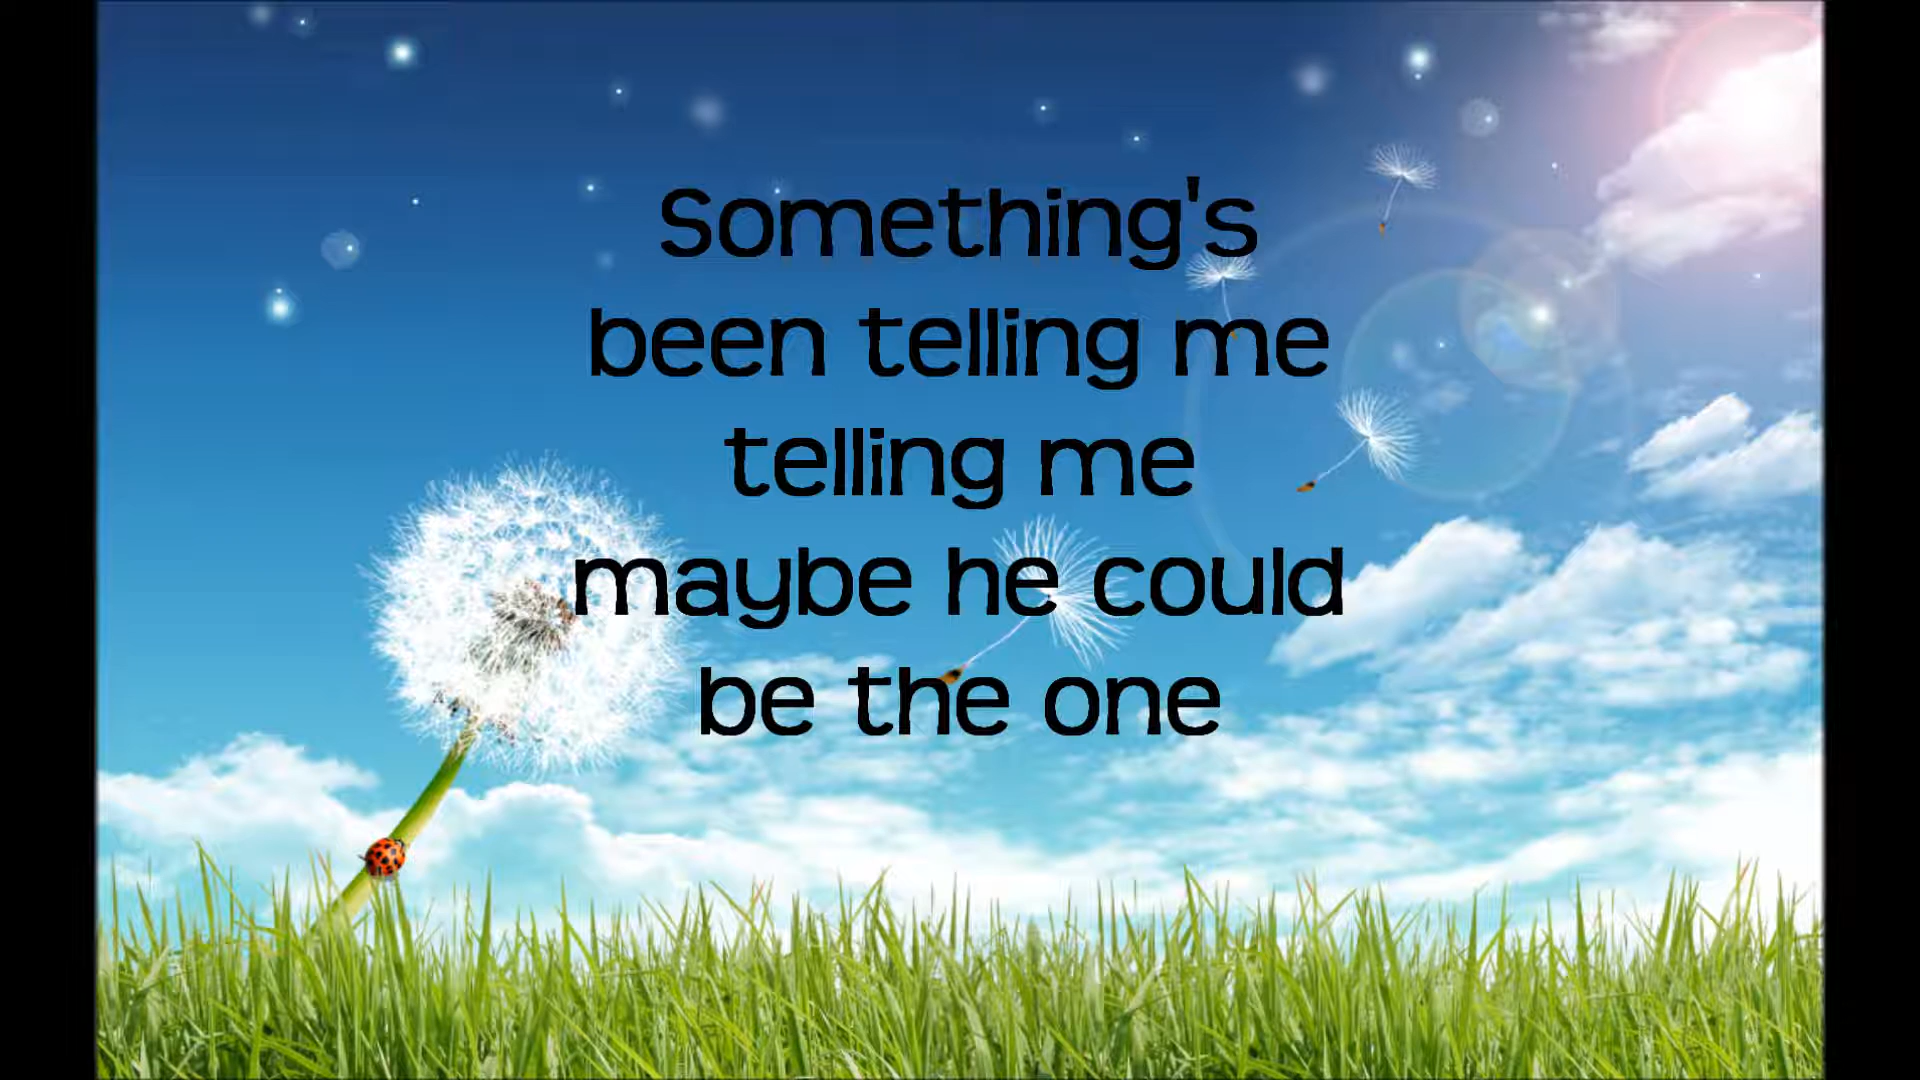 Something's
been telling me
telling me
maybe he could
be the one